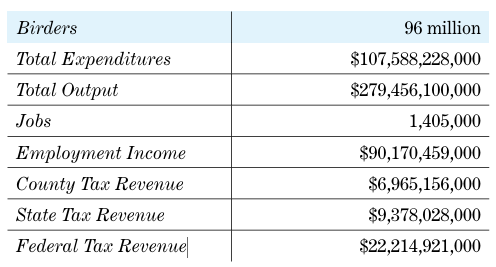 Birders 96 million
Total Expenditures $107,588,228,000
Total Output $279,456,100,000
Jobs 1,405,000
Employment Income $90,170,459,000
County Tax Revenue $6,965,156,000
State Tax Revenue $9,378,028,000
Federal Tax Revenue $22,214,921,000